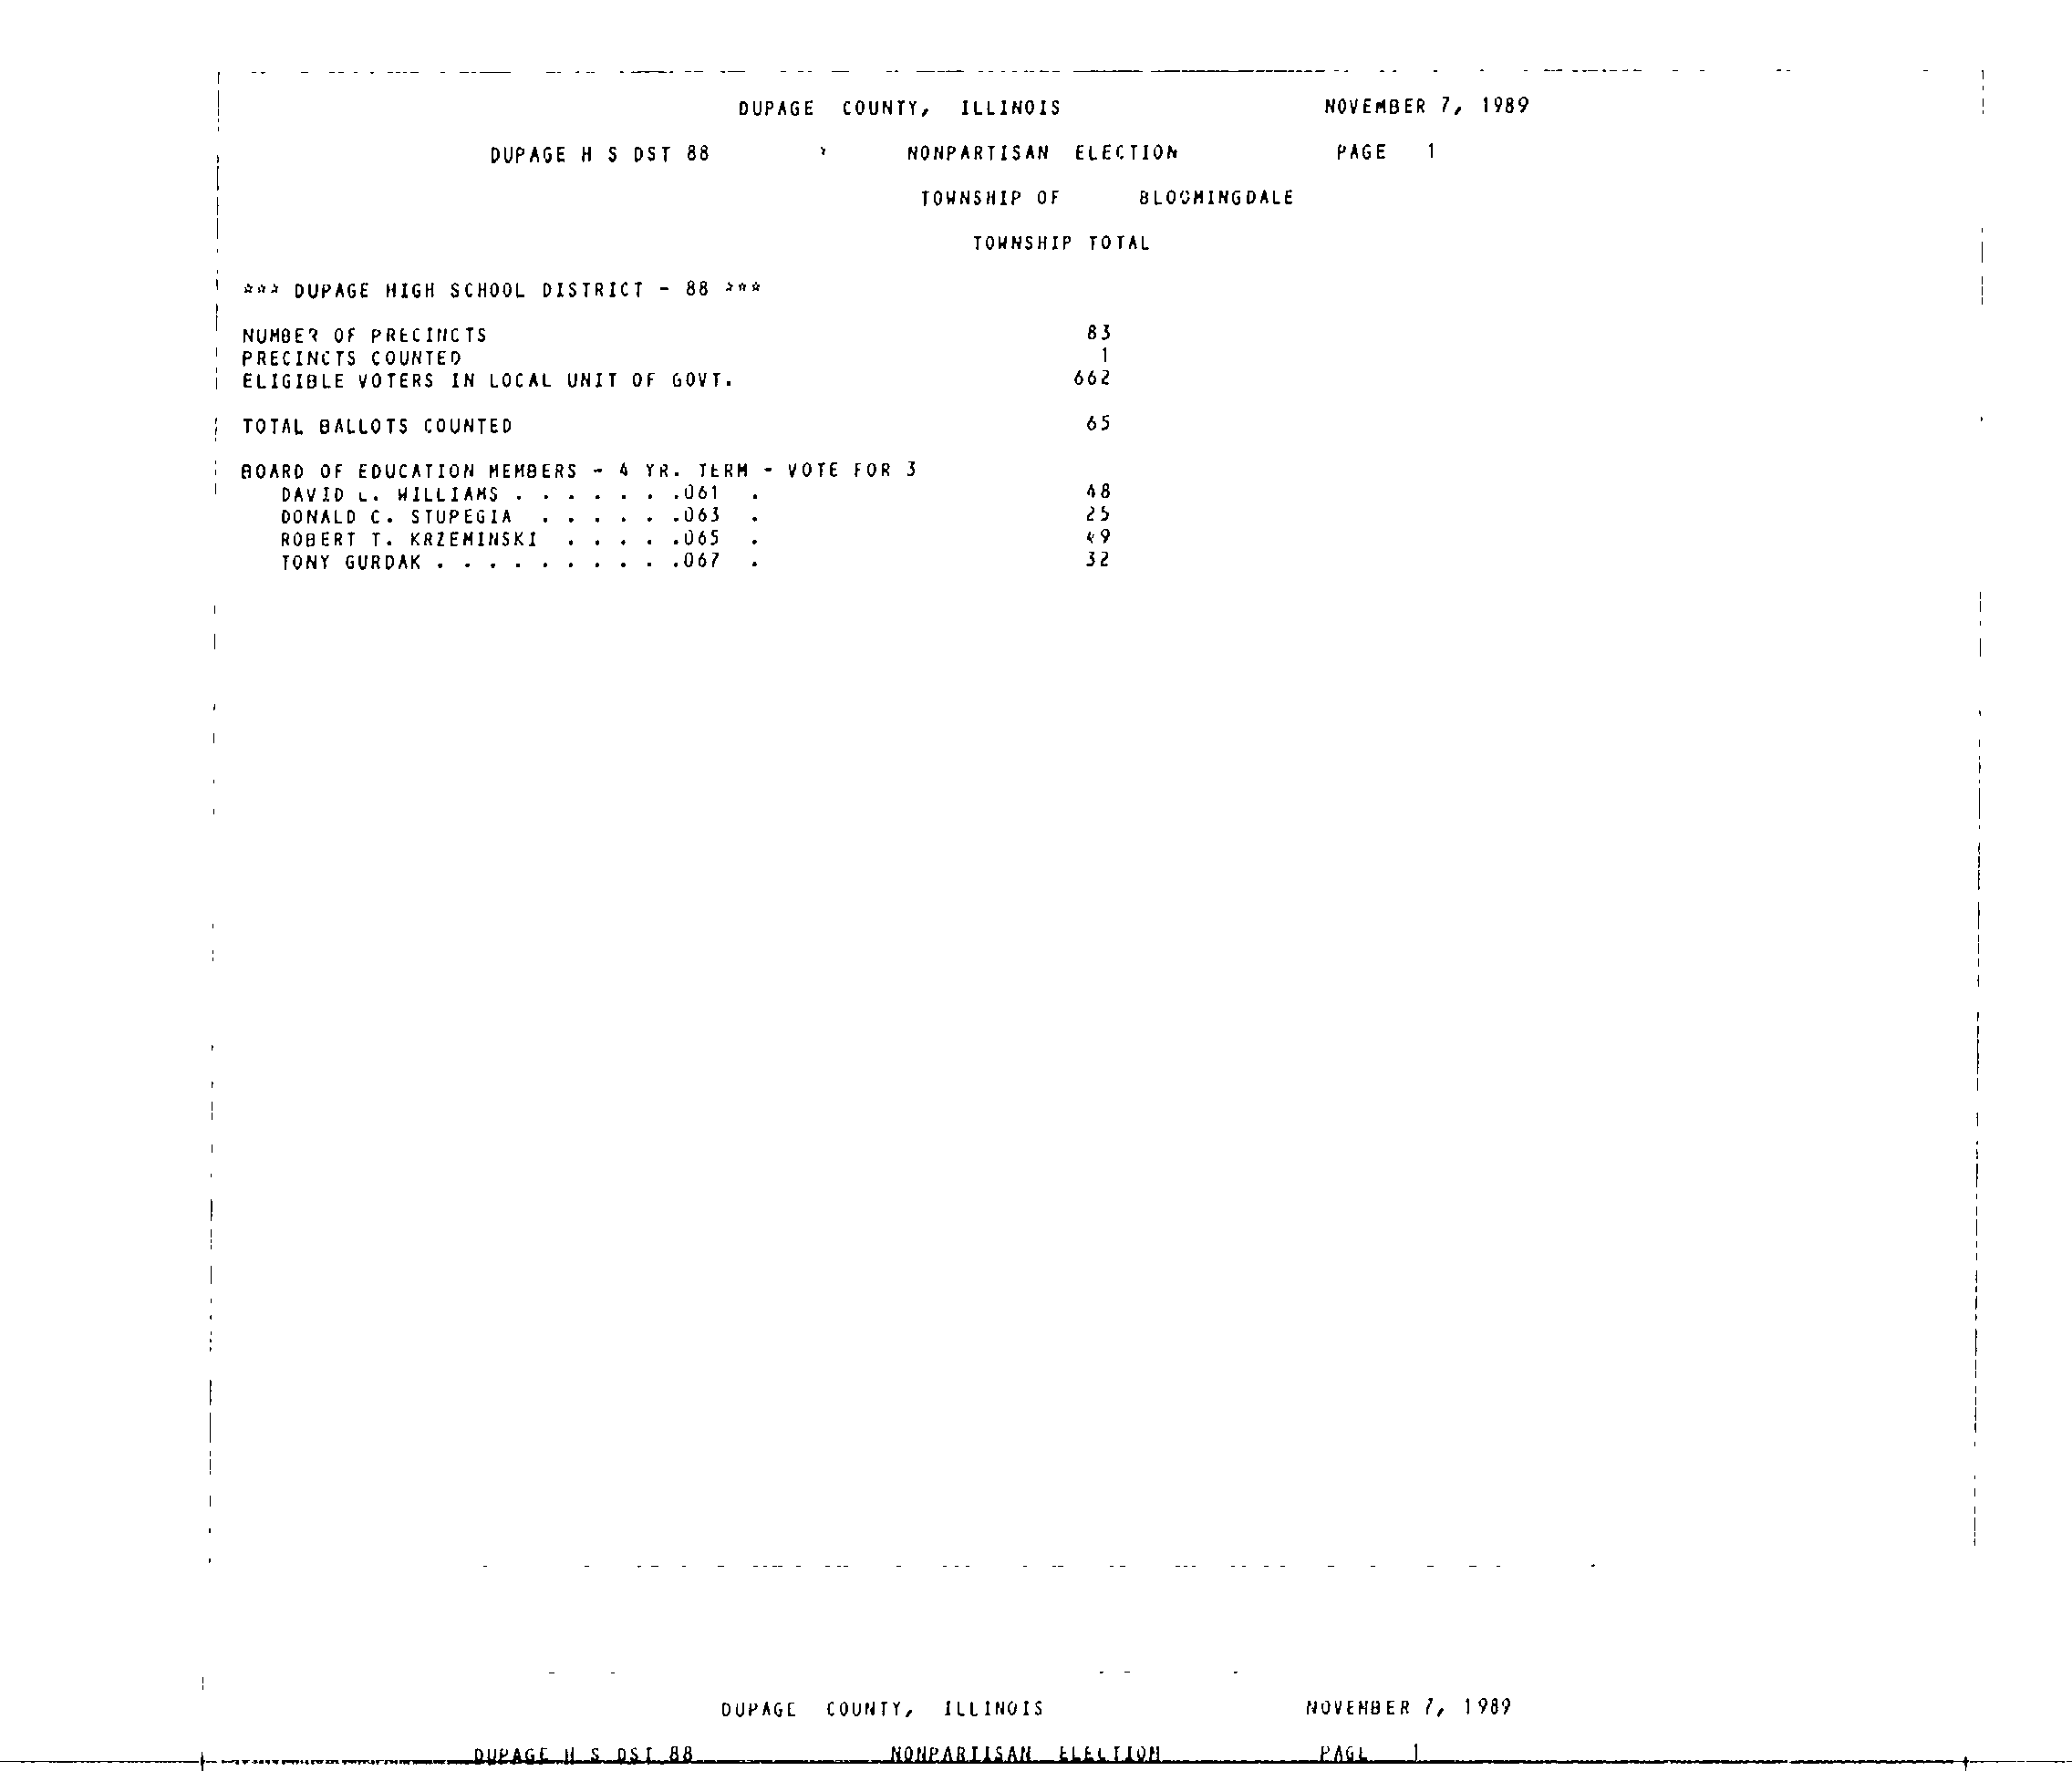 DUPAGE COUNTY, ILLINOIS NOVEMBER 7, 1989
DUPAGE H S DST 88 NONPARTISAN ELECTION PAGE 1
TOWNSHIP OF BLOOMINGDALE
TOWNSHIP TOTAL
*** DUPAGE HIGH SCHOOL DISTRICT - 88 ***
NUMBER OF PRECINCTS 83
PRECINCTS COUNTED 1
ELIGIBLE VOTERS IN LOCAL UNIT OF GOVT. 662
TOTAL BALLOTS COUNTED 65
BOARD OF EDUCATION MEMBERS - 4 YR. TERM - VOTE FOR 3
DAVID L. WILLIAMS . . . . . . .061 . 48
DONALD C. STUPEGIA . . . . . .063 . 25
ROBERT T. KRZEMINSKI . . . . .065 . 49
TONY GURDAK . . . . . . . . . .067 . 32
DUPAGE COUNTY, ILLINOIS NOVEMBER 7, 1989
DUPAGE H S DST 88 NONPARTISAN ELECTION PAGE 1